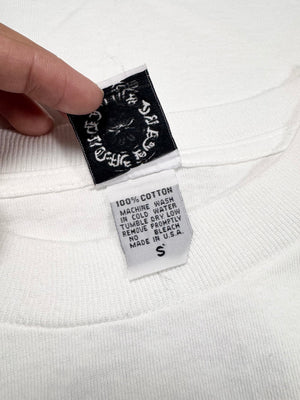 100% COTTON
MACHINE WASH
IN COLD WATER
TUMBLE DRY LOW
REMOVE PROMPTLY
NO BLEACH
MADE IN U.S.A.
S